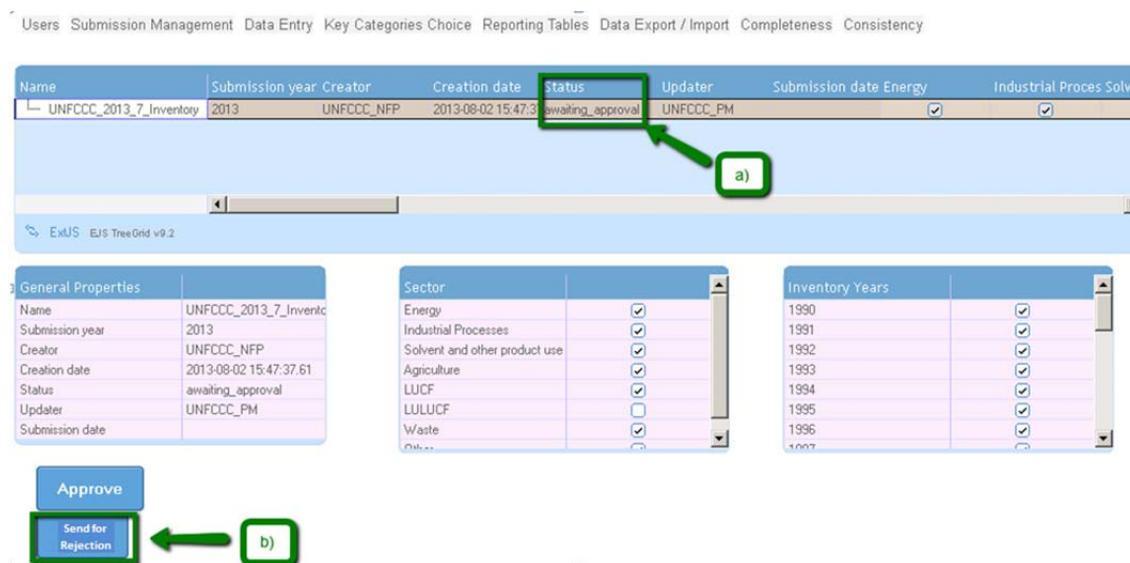 Users Submission Management Data Entry Key Categories Choice Reporting Tables Data Export / Import Completeness Consistency
Name Submission year Creator Creation date Status Updater Submission date Energy Industrial Proces Solv
UNFCCC_2013_7_Inventory 2013 UNFCCC_NFP 2013-08-02 15:47:3 awaiting_approval UNFCCC_PM
a)
ExtJS EJS TreeGrid v9.2
General Properties
Name UNFCCC_2013_7_Invento
Submission year 2013
Creator UNFCCC_NFP
Creation date 2013-08-02 15:47:37.61
Status awaiting_approval
Updater UNFCCC_PM
Submission date
Sector
Energy
Industrial Processes
Solvent and other product use
Agriculture
LUCF
LULUCF
Waste
Inventory Years
1990
1991
1992
1993
1994
1995
1996
Approve
Send for
Rejection
b)